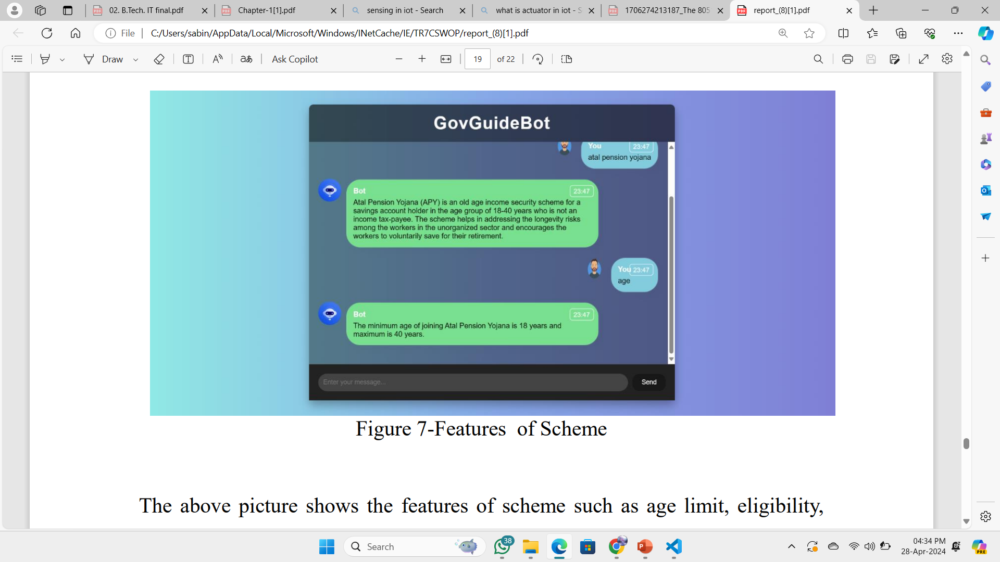 02. B.Tech. IT final.pdf
Chapter-1[1].pdf
sensing in iot - Search
what is actuator in iot - S
1706274213187_The 805
report_(8)[1].pdf
File
C:/Users/sabin/AppData/Local/Microsoft/Windows/INetCache/IE/TR7CSWOP/report_(8)[1].pdf
Draw
Ask Copilot
19 of 22
GovGuideBot
You 23:47
atal pension yojana
Bot 23:47
Atal Pension Yojana (APY) is an old age income security scheme for a
savings account holder in the age group of 18-40 years who is not an
income tax-payee. The scheme helps in addressing the longevity risks
among the workers in the unorganized sector and encourages the
workers to voluntarily save for their retirement.
You 23:47
age
Bot 23:47
The minimum age of joining Atal Pension Yojana is 18 years and
maximum is 40 years.
Enter your message...
Send
Figure 7-Features of Scheme
The above picture shows the features of scheme such as age limit, eligibility,
Search
38
04:34 PM
28-Apr-2024
PRE